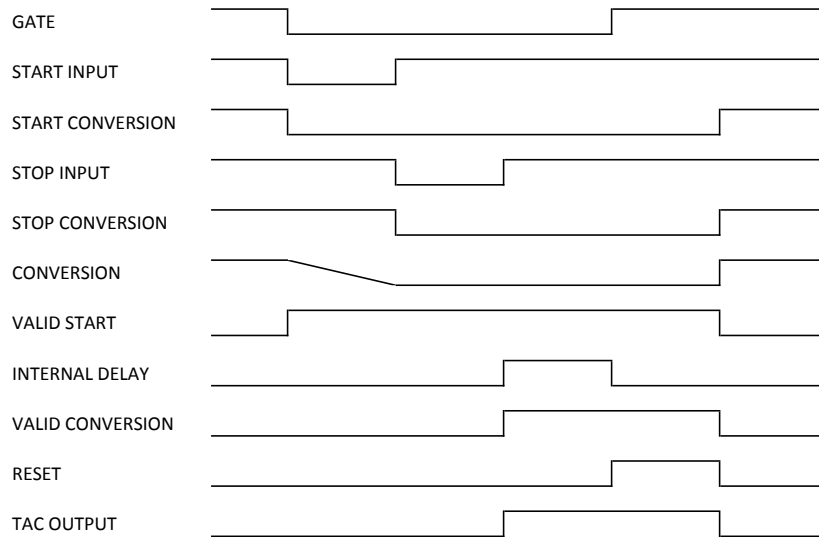 GATE
START INPUT
START CONVERSION
STOP INPUT
STOP CONVERSION
CONVERSION
VALID START
INTERNAL DELAY
VALID CONVERSION
RESET
TAC OUTPUT